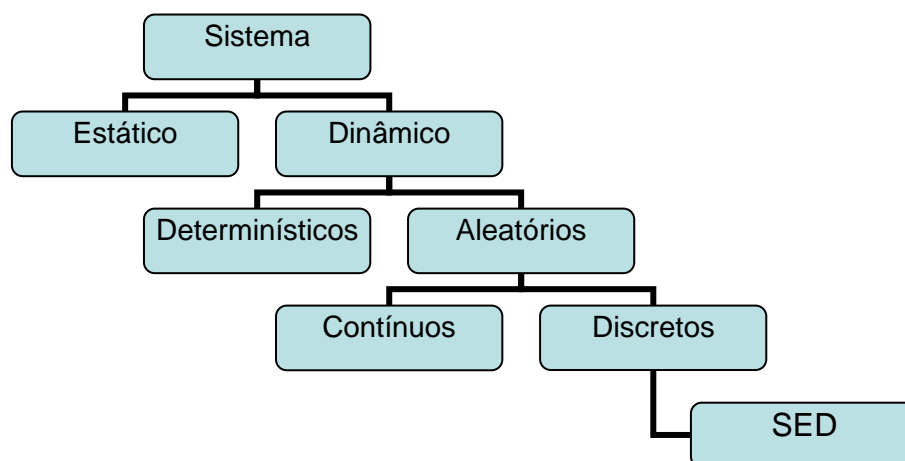 Sistema
Estático
Dinâmico
Determinísticos
Aleatórios
Contínuos
Discretos
SED